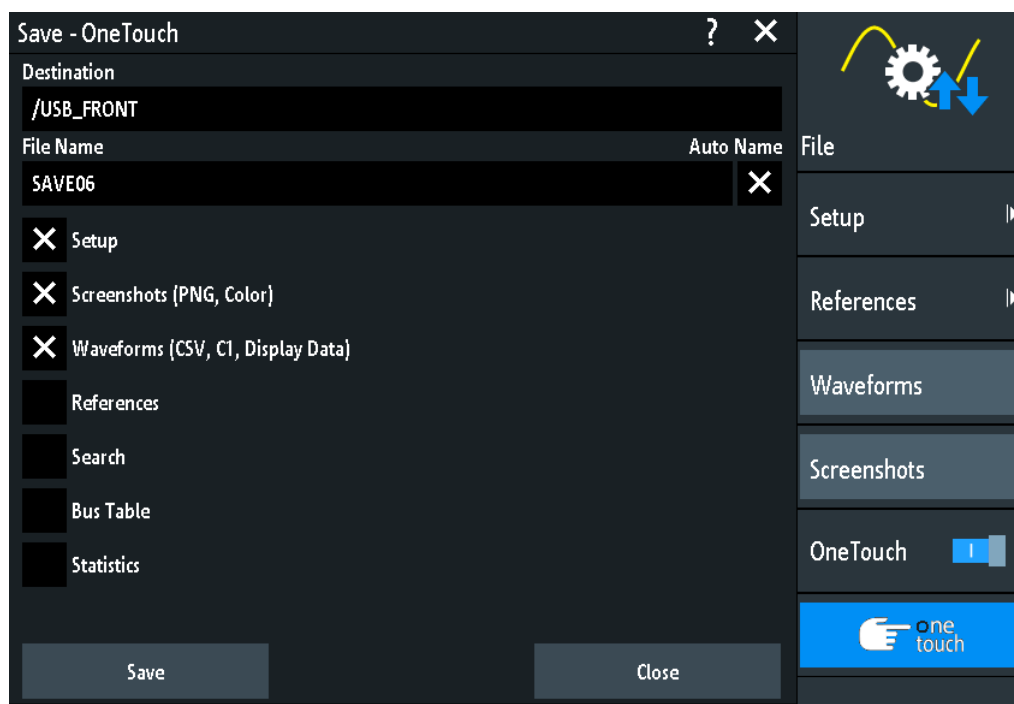 Save - OneTouch ? X
Destination
/USB_FRONT
File Name Auto Name
SAVE06
Setup
Screenshots (PNG, Color)
Waveforms (CSV, C1, Display Data)
References
Search
Bus Table
Statistics
Save Close
File
Setup
References
Waveforms
Screenshots
OneTouch I
one
touch